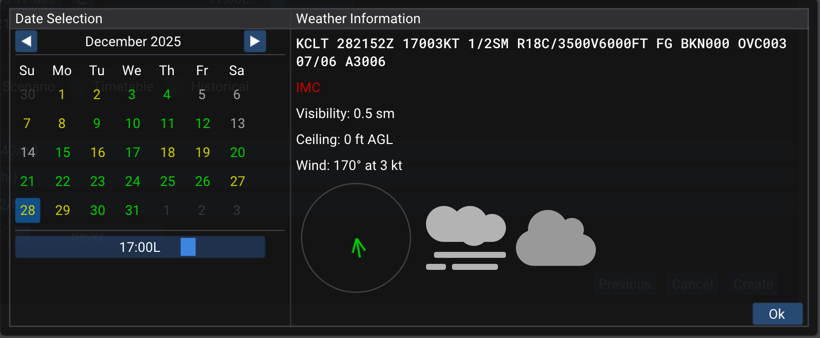 Date Selection
December 2025
Su Mo Tu We Th Fr Sa
30 1 2 3 4 5 6
7 8 9 10 11 12 13
14 15 16 17 18 19 20
21 22 23 24 25 26 27
28 29 30 31 1 2 3
17:00L
Weather Information
KCLT 282152Z 17003KT 1/2SM R18C/3500V6000FT FG BKN000 OVC003
07/06 A3006
IMC
Visibility: 0.5 sm
Ceiling: 0 ft AGL
Wind: 170° at 3 kt
Previous Cancel Create
Ok